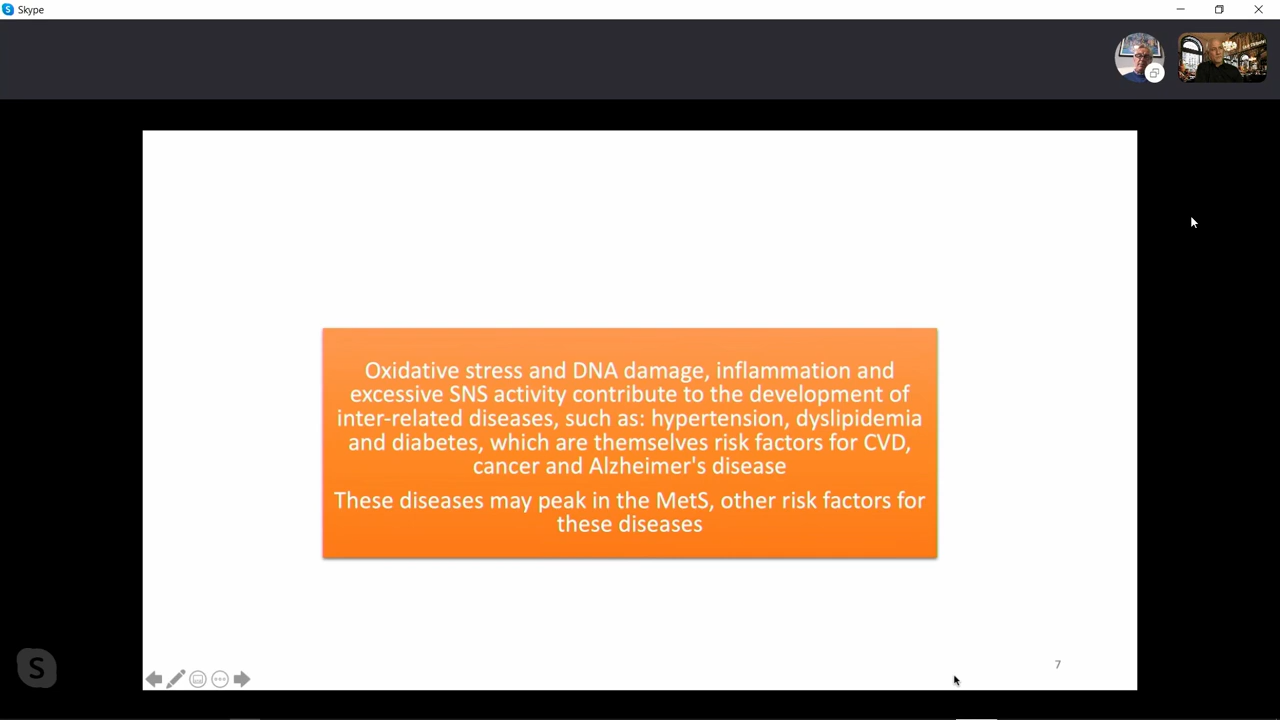 Skype
Oxidative stress and DNA damage, inflammation and
excessive SNS activity contribute to the development of
inter-related diseases, such as: hypertension, dyslipidemia
and diabetes, which are themselves risk factors for CVD,
cancer and Alzheimer's disease
These diseases may peak in the MetS, other risk factors for
these diseases
7